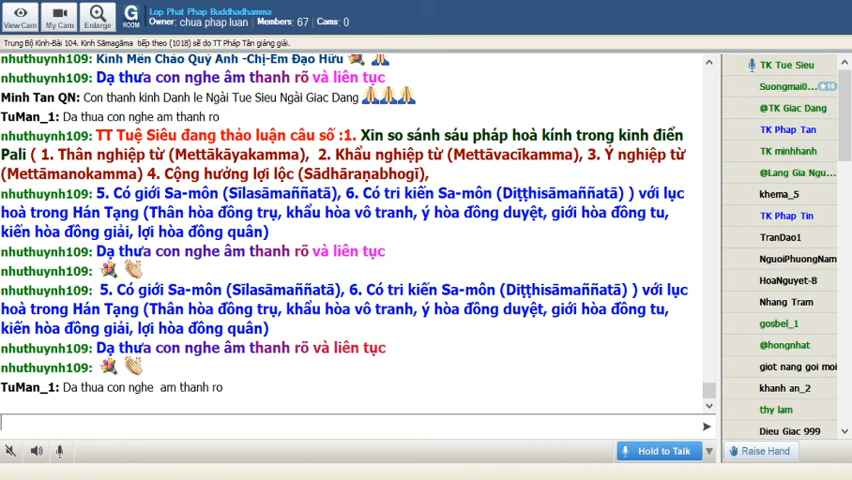 View Cam
My Cam
Enlarge
G
ROOM
Lop Phat Phap Buddhadhamma
Owner: chua phap luan Members: 67 Cams: 0
Trung Bộ Kinh-Bài 104. Kinh Sāmagāma tiếp theo (1018) sẽ do TT Pháp Tân giảng giải.
nhuthuynh109: Kính Mến Chào Quý Anh -Chị-Em Đạo Hữu
nhuthuynh109: Dạ thưa con nghe âm thanh rõ và liên tục
Minh Tan QN: Con thanh kinh Danh le Ngài Tue Sieu Ngài Giac Dang
TuMan_1: Da thua con nghe am thanh ro
nhuthuynh109: TT Tuệ Siêu đang thảo luận câu số :1. Xin so sánh sáu pháp hoà kính trong kinh điển
Pali ( 1. Thân nghiệp từ (Mettākāyakamma), 2. Khẩu nghiệp từ (Mettavacīkamma), 3. Ý nghiệp từ
(Mettamanokamma) 4. Cộng hưởng lợi lộc (Sādhāraṇabhogī),
nhuthuynh109: 5. Có giới Sa-môn (Sīlasāmaññatā), 6. Có tri kiến Sa-môn (Diṭṭhisāmaññatā) ) với lục
hoà trong Hán Tạng (Thân hòa đồng trụ, khẩu hòa vô tranh, ý hòa đồng duyệt, giới hòa đồng tu,
kiến hòa đồng giải, lợi hòa đồng quân)
nhuthuynh109: Dạ thưa con nghe âm thanh rõ và liên tục
nhuthuynh109:
nhuthuynh109: 5. Có giới Sa-môn (Sīlasāmaññatā), 6. Có tri kiến Sa-môn (Diṭṭhisāmaññatā) ) với lục
hoà trong Hán Tạng (Thân hòa đồng trụ, khẩu hòa vô tranh, ý hòa đồng duyệt, giới hòa đồng tu,
kiến hòa đồng giải, lợi hòa đồng quân)
nhuthuynh109: Dạ thưa con nghe âm thanh rõ và liên tục
nhuthuynh109:
TuMan_1: Da thua con nghe am thanh ro
TK Tue Sieu
Suongmai0... 10
@TK Giac Dang
TK Phap Tan
TK minhhanh
@Lang Gia Ngu...
khema_5
TK Phap Tin
TranDao1
NguoiPhuongNam
HoaNguyet-8
Nhang Tram
gosbel_1
@hongnhat
giot nang goi moi
khanh an_2
thy lam
Dieu Giac 999
Hold to Talk
Raise Hand